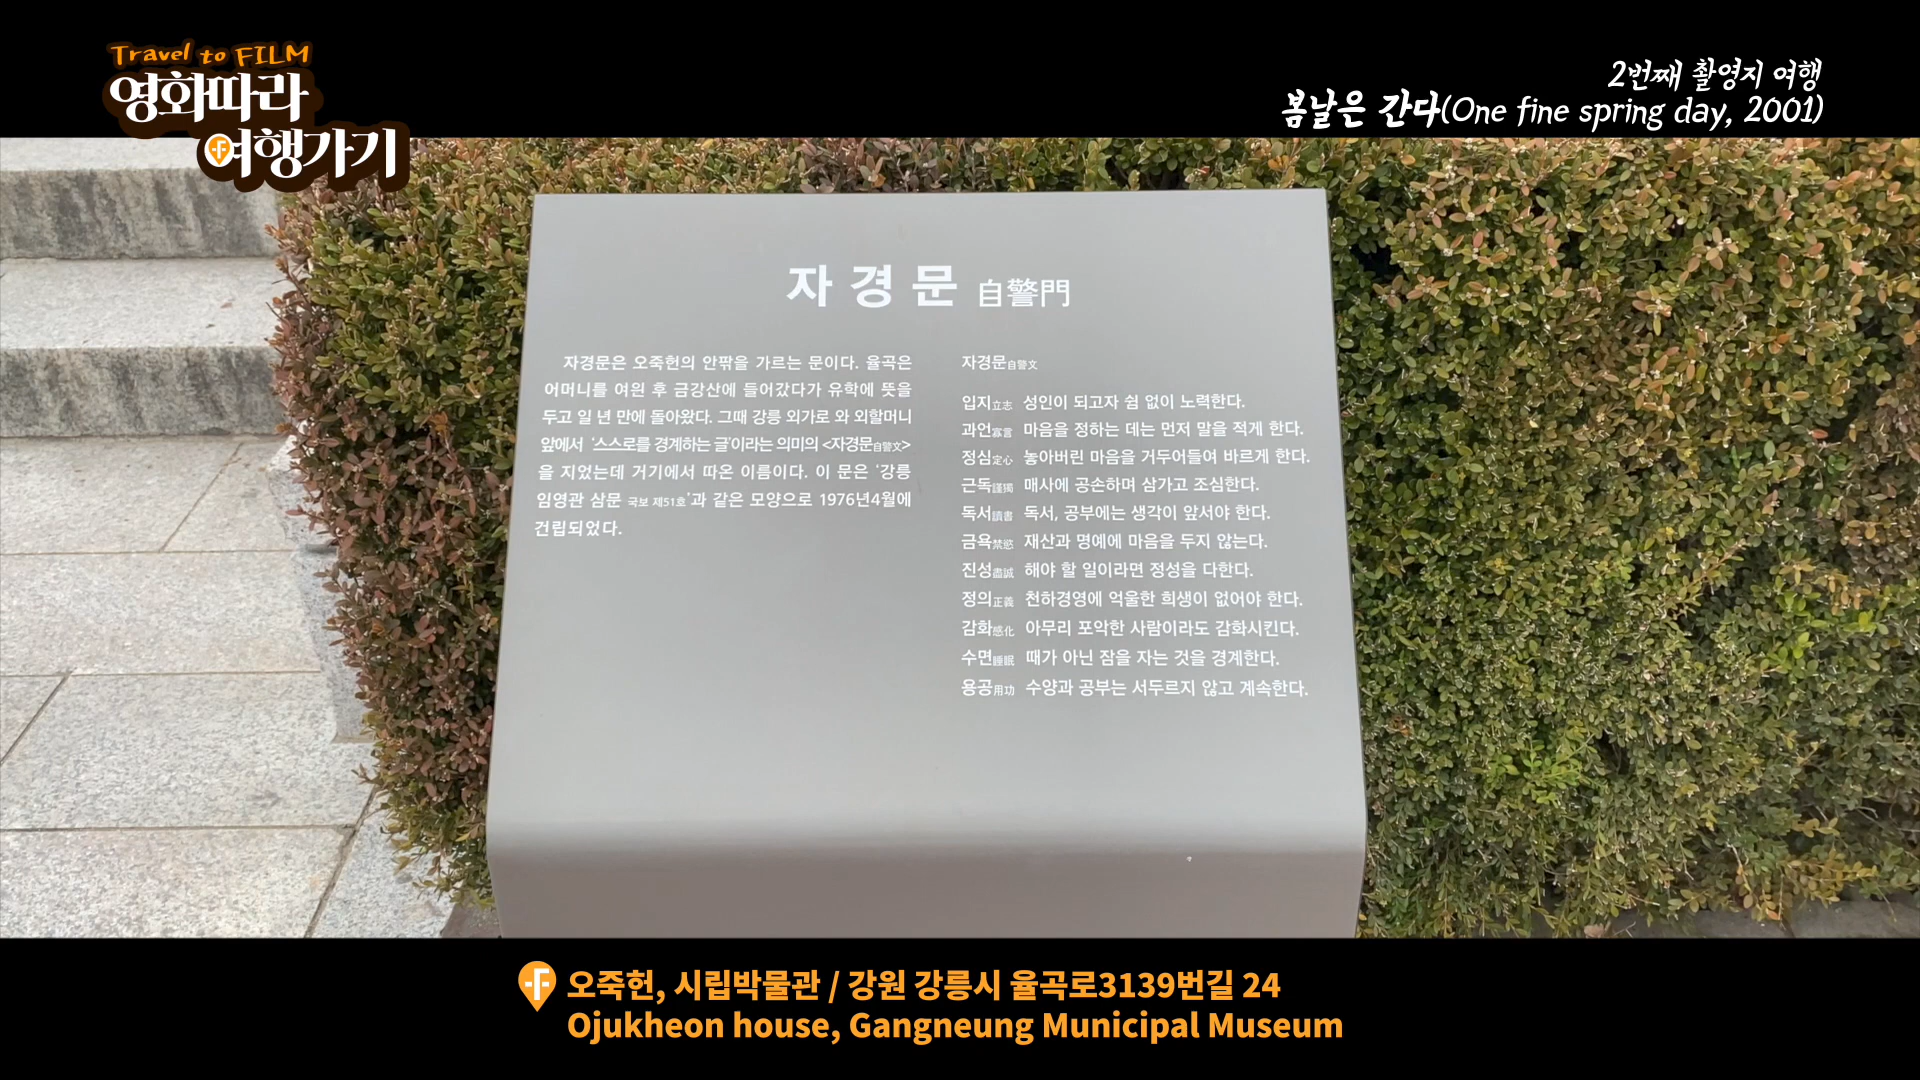 Travel to FILM
영화따라
여행가기
2번째 촬영지 여행
봄날은 간다(One fine spring day, 2001)
자경문 自警門
자경문은 오죽헌의 안팎을 가르는 문이다. 율곡은
어머니를 여읜 후 금강산에 들어갔다가 유학에 뜻을
두고 일 년 만에 돌아왔다. 그때 강릉 외가로 와 외할머니
앞에서 '스스로를 경계하는 글'이라는 의미의 <자경문自警文>
을 지었는데 거기에서 따온 이름이다. 이 문은 '강릉
임영관 삼문 국보 제51호'과 같은 모양으로 1976년4월에
건립되었다.
자경문自警文
입지立志 성인이 되고자 쉼 없이 노력한다.
과언寡言 마음을 정하는 데는 먼저 말을 적게 한다.
정심定心 놓아버린 마음을 거두어들여 바르게 한다.
근독謹獨 매사에 공손하며 삼가고 조심한다.
독서讀書 독서, 공부에는 생각이 앞서야 한다.
금욕禁慾 재산과 명예에 마음을 두지 않는다.
진성盡誠 해야 할 일이라면 정성을 다한다.
정의正義 천하경영에 억울한 희생이 없어야 한다.
감화感化 아무리 포악한 사람이라도 감화시킨다.
수면睡眠 때가 아닌 잠을 자는 것을 경계한다.
용공用功 수양과 공부는 서두르지 않고 계속한다.
오죽헌, 시립박물관 / 강원 강릉시 율곡로3139번길 24
Ojukheon house, Gangneung Municipal Museum